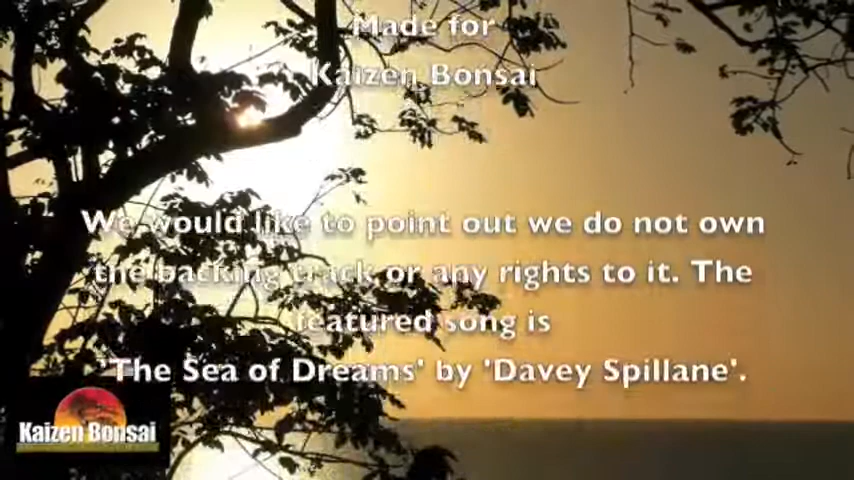 Made for
Kaizen Bonsai
We would like to point out we do not own
the backing track or any rights to it. The
featured song is
'The Sea of Dreams' by 'Davey Spillane'.
Kaizen Bonsai